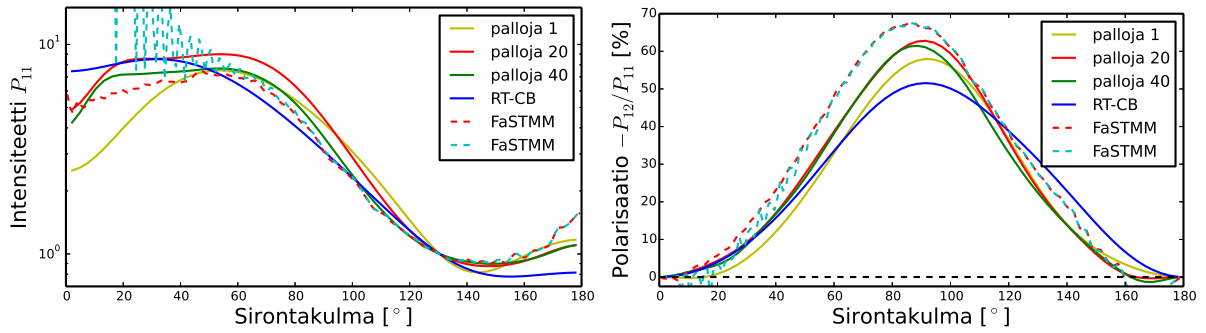 10¹
10⁰
Intensiteetti P₁₁
palloja 1
palloja 20
palloja 40
RT-CB
FaSTMM
FaSTMM
0 20 40 60 80 100 120 140 160 180
Sirontakulma [°]
70
60
50
40
30
20
10
0
Polarisaatio −P₁₂/P₁₁ [%]
palloja 1
palloja 20
palloja 40
RT-CB
FaSTMM
FaSTMM
0 20 40 60 80 100 120 140 160 180
Sirontakulma [°]